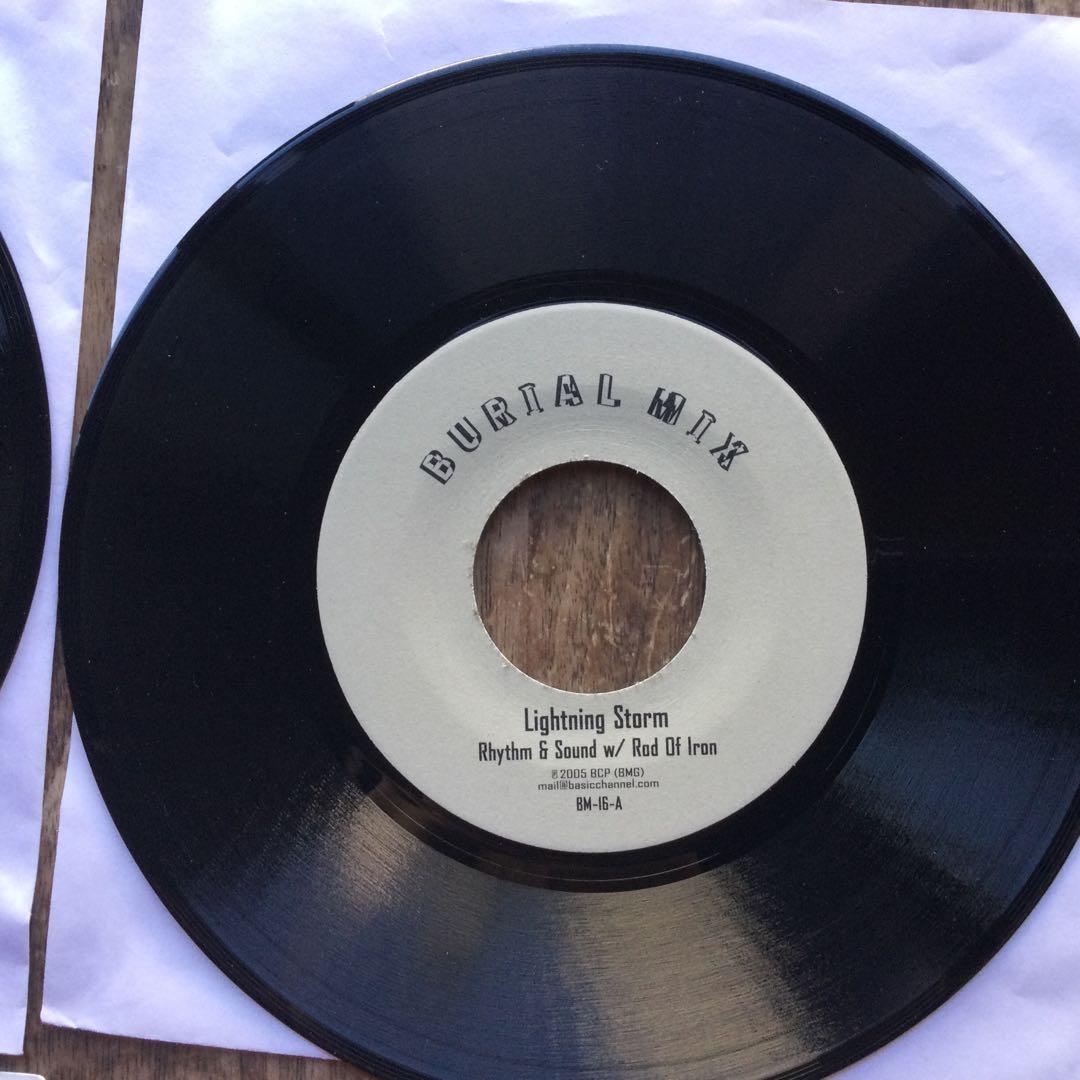 BURIAL MIX
Lightning Storm
Rhythm & Sound w/ Rod Of Iron
℗ 2005 BCP (BMG)
mail@basicchannel.com
BM-16-A